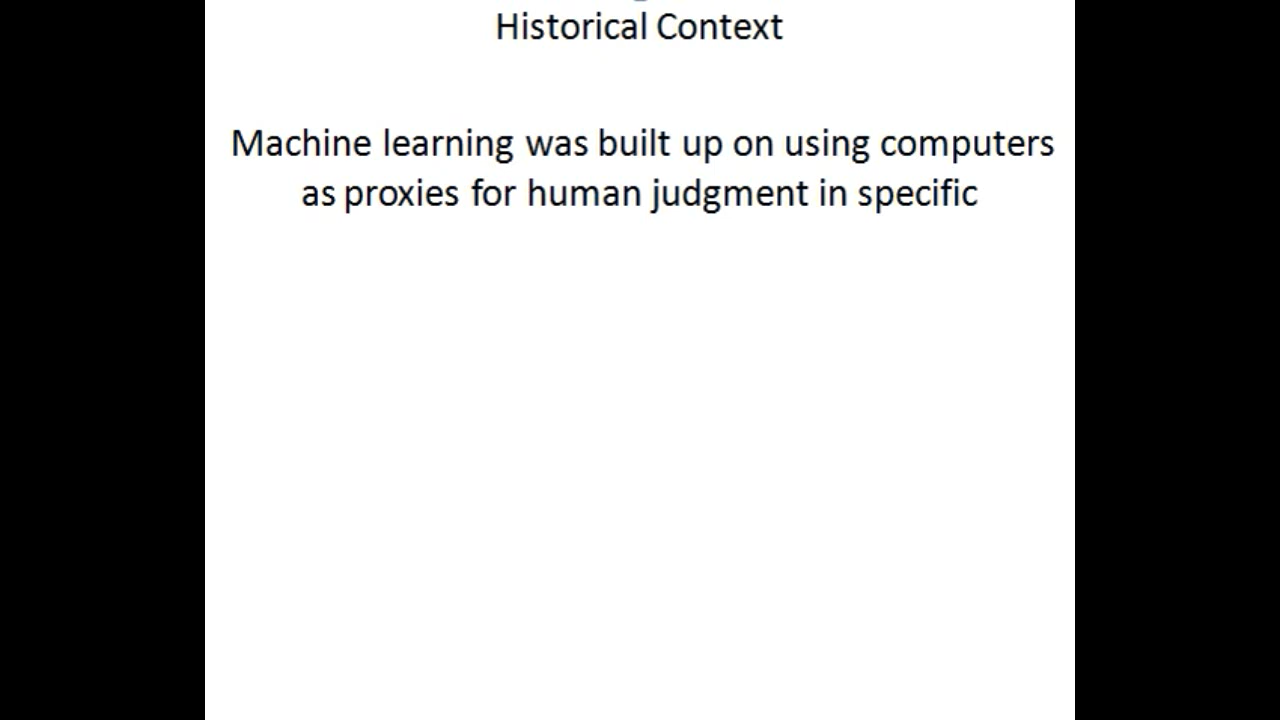 Historical Context
Machine learning was built up on using computers
as proxies for human judgment in specific